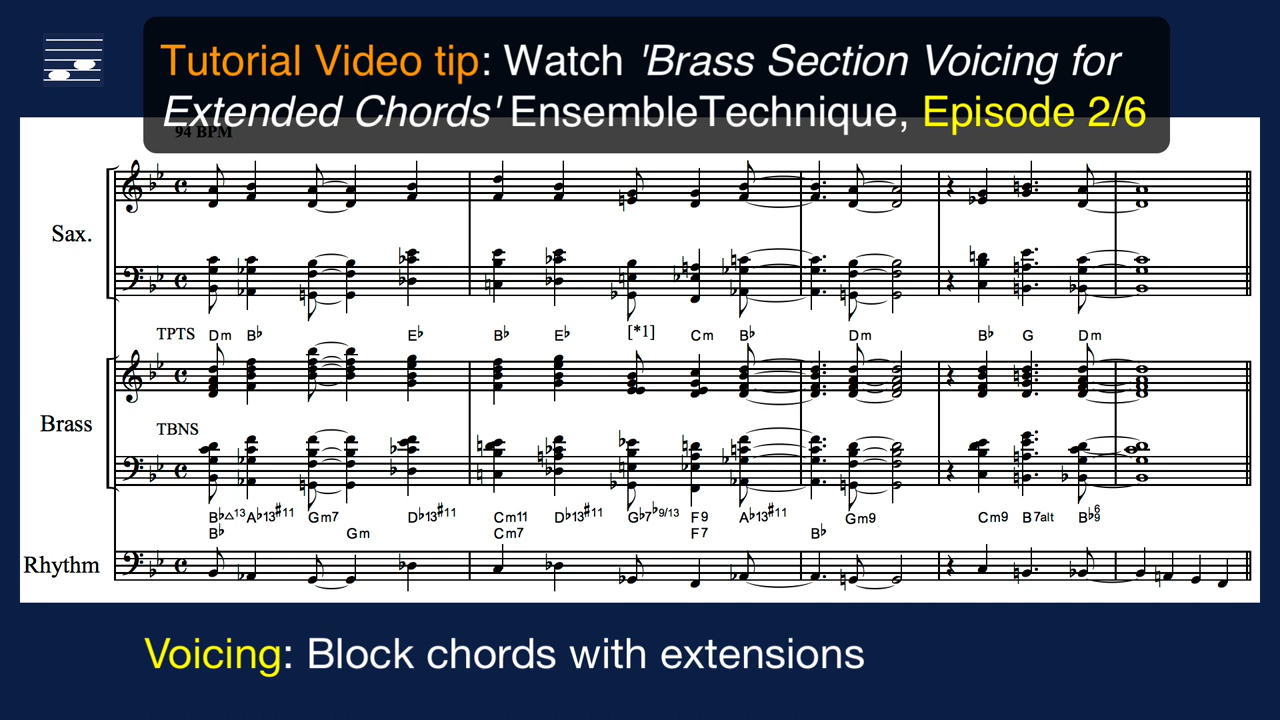 Tutorial Video tip: Watch 'Brass Section Voicing for
Extended Chords' EnsembleTechnique, Episode 2/6
94 BPM
Sax.
TPTS Dm B♭ E♭ B♭ E♭ [*1] Cm B♭ Dm B♭ G Dm
Brass
TBNS
B♭△13 A♭13♯11 Gm7 D♭13♯11 Cm11 D♭13♯11 G♭7♭9/13 F9 A♭13♯11 Gm9 Cm9 B7alt B♭6/9
B♭ Gm Cm7 F7 B♭
Rhythm
Voicing: Block chords with extensions